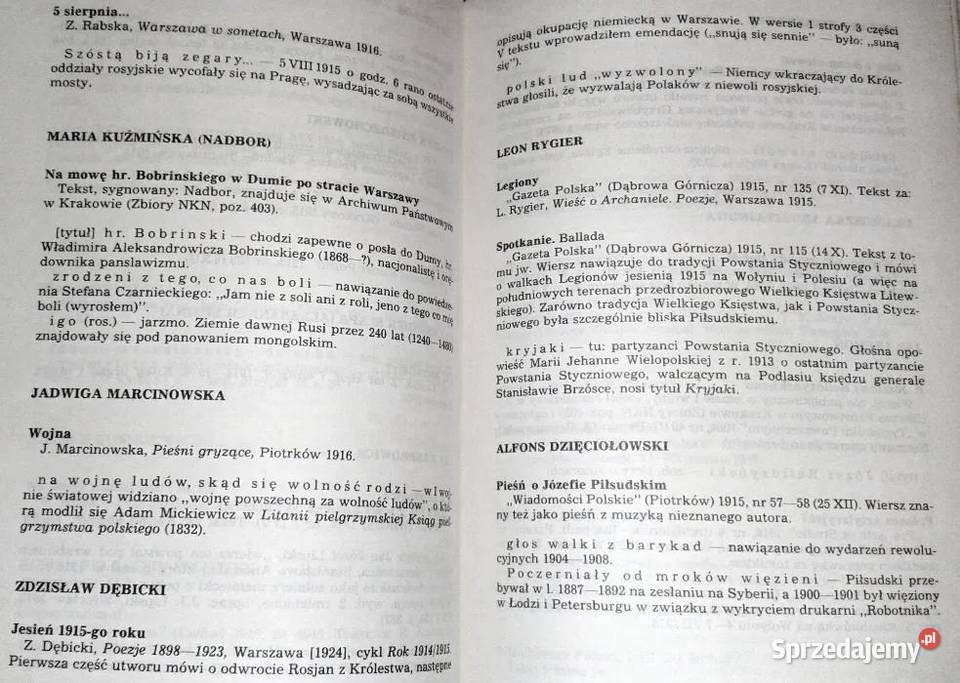 5 sierpnia...
Z. Rabska, Warszawa w sonetach, Warszawa 1916.
Szóstą biją zegary... — 5 VIII 1915 o godz. 6 rano ostatnie
oddziały rosyjskie wycofały się na Pragę, wysadzając za sobą wszystkie
mosty.
MARIA KUŹMIŃSKA (NADBOR)
Na mowę hr. Bobrinskiego w Dumie po stracie Warszawy
Tekst, sygnowany: Nadbor, znajduje się w Archiwum Państwowym
w Krakowie (Zbiory NKN, poz. 403).
[tytuł] hr. Bobrinski — chodzi zapewne o posła do Dumy, hr.
Władimira Aleksandrowicza Bobrinskiego (1868—?), nacjonalistę i orę-
downika panslawizmu.
zrodzeni z tego, co nas boli — nawiązanie do powiedze-
nia Stefana Czarnieckiego: „Jam nie z soli ani z roli, jeno z tego co mię
boli (wyrosłem)”.
igo (ros.) — jarzmo. Ziemie dawnej Rusi przez 240 lat (1240—1480)
znajdowały się pod panowaniem mongolskim.
JADWIGA MARCINOWSKA
Wojna
J. Marcinowska, Pieśni gryzące, Piotrków 1916.
na wojnę ludów, skąd się wolność rodzi — w I woj-
nie światowej widziano „wojnę powszechną za wolność ludów”, o któ-
rą modlił się Adam Mickiewicz w Litanii pielgrzymskiej Ksiąg piel-
grzymstwa polskiego (1832).
ZDZISŁAW DĘBICKI
Jesień 1915-go roku
Z. Dębicki, Poezje 1898—1923, Warszawa [1924], cykl Rok 1914/1915.
Pierwsza część utworu mówi o odwrocie Rosjan z Królestwa, następne
opisują okupację niemiecką w Warszawie. W wersie 1 strofy 3 części
V tekstu wprowadziłem emendację („snują się sennie” — było: „suną
się”).
polski lud „wyzwolony” — Niemcy wkraczający do Króle-
stwa głosili, że wyzwalają Polaków z niewoli rosyjskiej.
LEON RYGIER
Legiony
„Gazeta Polska” (Dąbrowa Górnicza) 1915, nr 135 (7 XI). Tekst za:
L. Rygier, Wieść o Archaniele. Poezje, Warszawa 1915.
Spotkanie. Ballada
„Gazeta Polska” (Dąbrowa Górnicza) 1915, nr 115 (14 X). Tekst z to-
mu jw. Wiersz nawiązuje do tradycji Powstania Styczniowego i mówi
o walkach Legionów jesienią 1915 na Wołyniu i Polesiu (a więc na
południowych terenach przedrozbiorowego Wielkiego Księstwa Litew-
skiego). Zarówno tradycja Wielkiego Księstwa, jak i Powstania Stycz-
niowego była szczególnie bliska Piłsudskiemu.
kryjaki — tu: partyzanci Powstania Styczniowego. Głośna opo-
wieść Marii Jehanne Wielopolskiej z r. 1913 o ostatnim partyzancie
Powstania Styczniowego, walczącym na Podlasiu księdzu generale
Stanisławie Brzósce, nosi tytuł Kryjaki.
ALFONS DZIĘCIOŁOWSKI
Pieśń o Józefie Piłsudskim
„Wiadomości Polskie” (Piotrków) 1915, nr 57—58 (25 XII). Wiersz zna-
ny też jako pieśń z muzyką nieznanego autora.
głos walki z barykad — nawiązanie do wydarzeń rewolu-
cyjnych 1904—1908.
Poczerniały od mroków więzieni — Piłsudski prze-
bywał w l. 1887—1892 na zesłaniu na Syberii, a 1900—1901 był więziony
w Łodzi i Petersburgu w związku z wykryciem drukarni „Robotnika”.
Sprzedajemy.pl